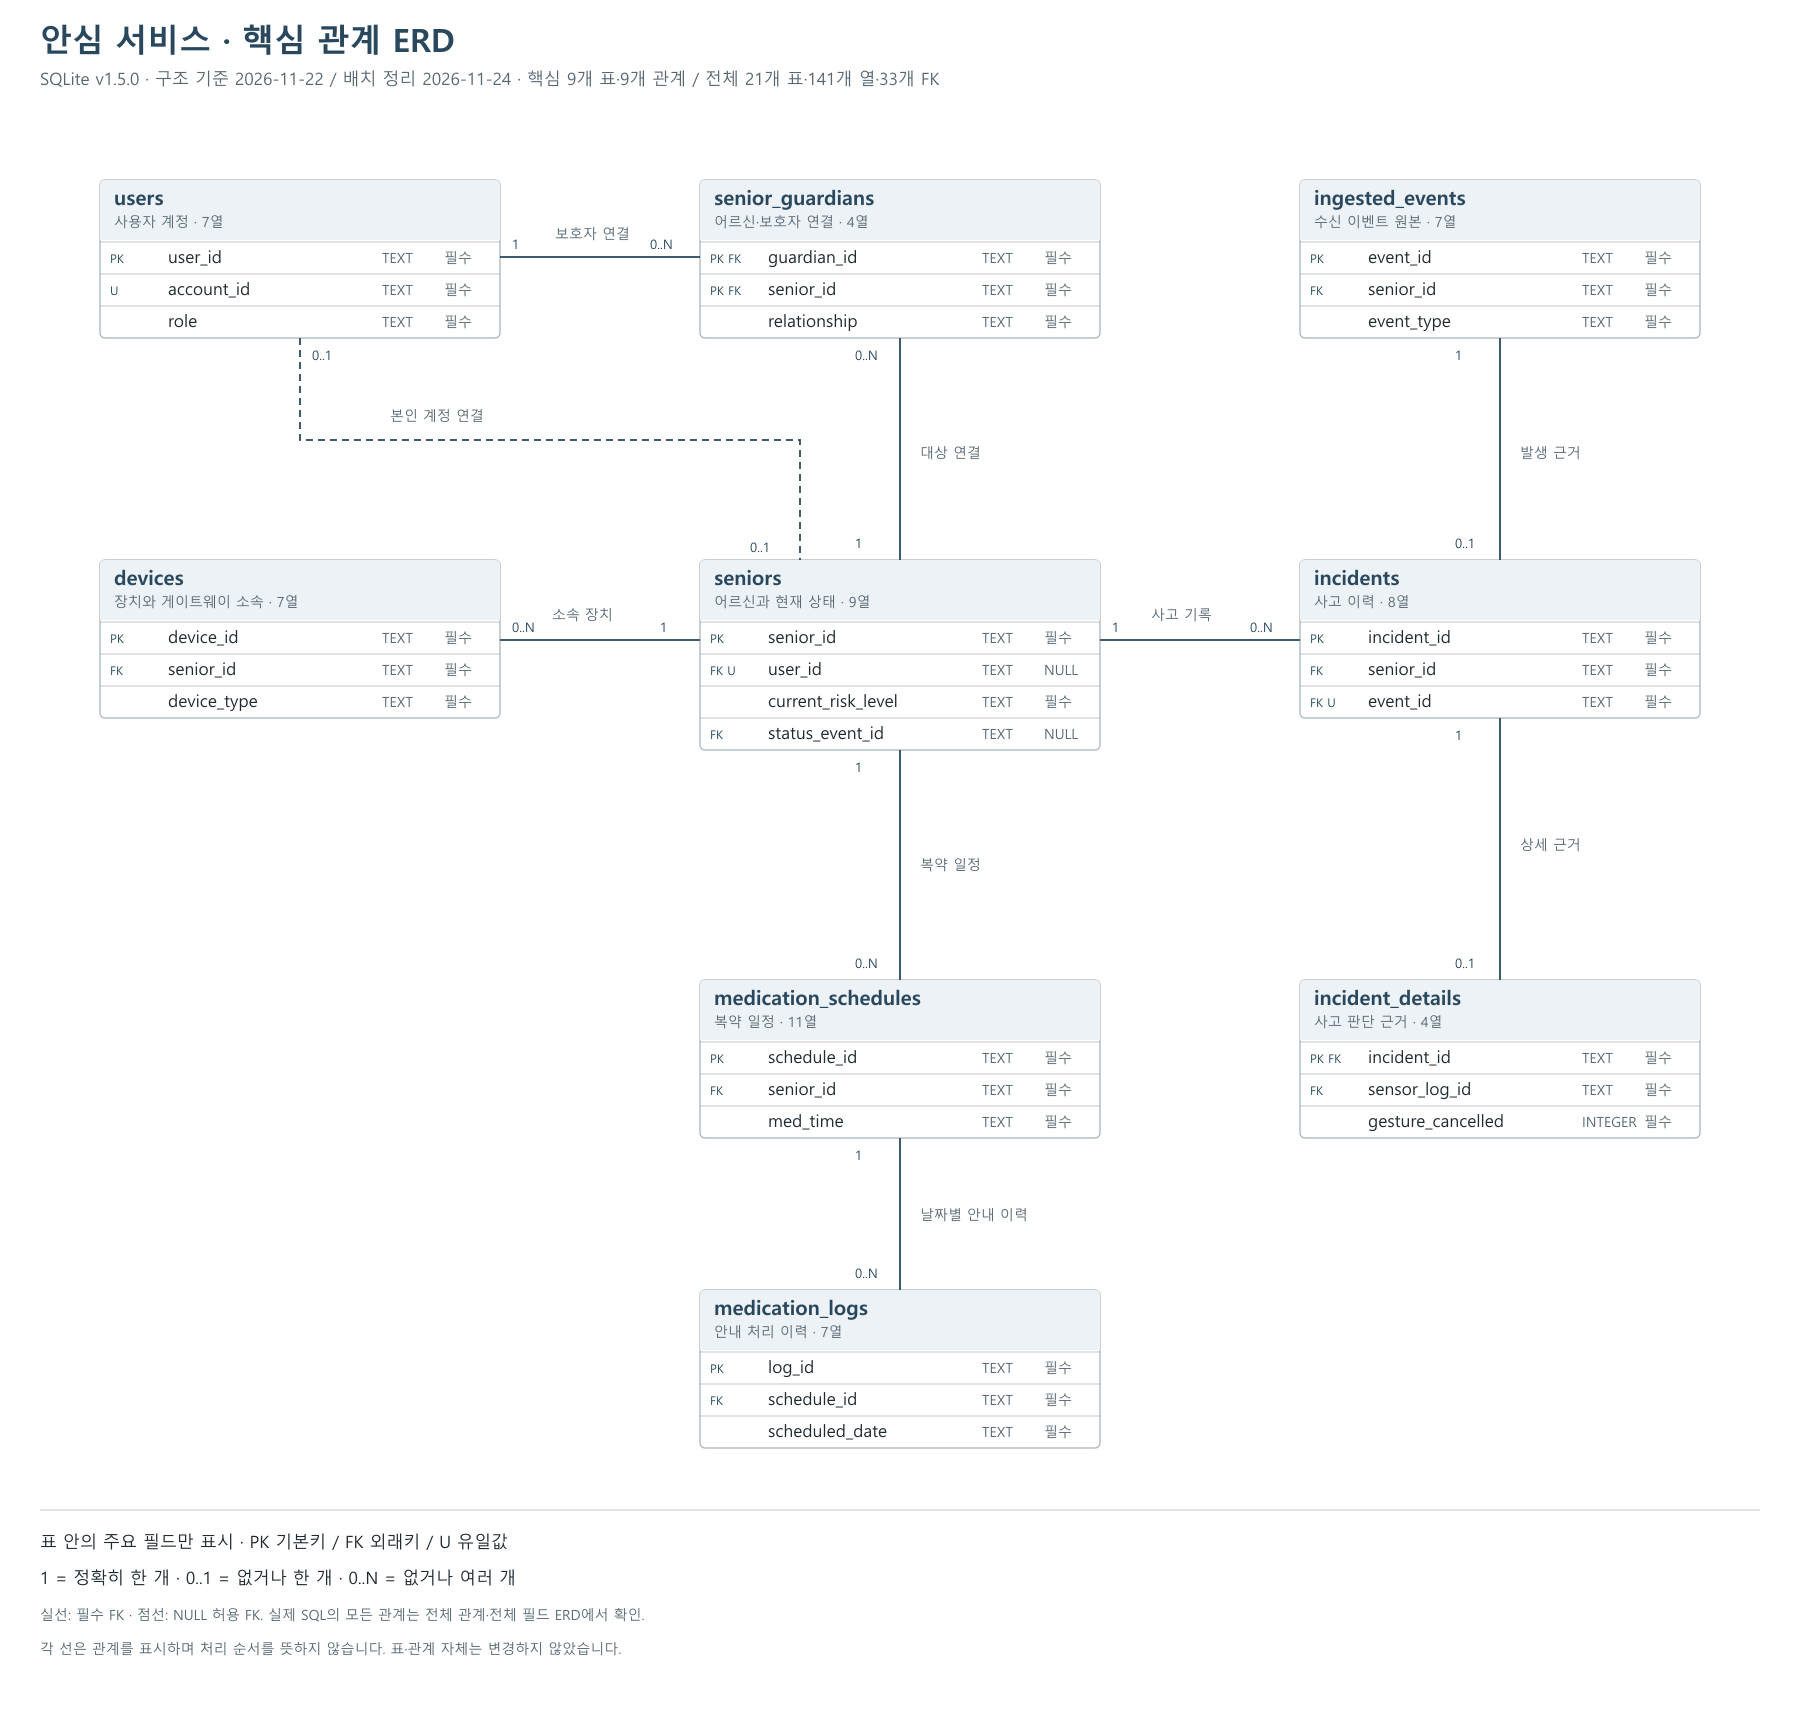 안심 서비스 · 핵심 관계 ERD
SQLite v1.5.0 · 구조 기준 2026-11-22 / 배치 정리 2026-11-24 · 핵심 9개 표·9개 관계 / 전체 21개 표·141개 열·33개 FK
users
사용자 계정 · 7열
PK user_id TEXT 필수
U account_id TEXT 필수
role TEXT 필수
1 보호자 연결 0..N
senior_guardians
어르신·보호자 연결 · 4열
PK FK guardian_id TEXT 필수
PK FK senior_id TEXT 필수
relationship TEXT 필수
ingested_events
수신 이벤트 원본 · 7열
PK event_id TEXT 필수
FK senior_id TEXT 필수
event_type TEXT 필수
0..1
본인 계정 연결
0..1
0..N
대상 연결
1
1
발생 근거
0..1
devices
장치와 게이트웨이 소속 · 7열
PK device_id TEXT 필수
FK senior_id TEXT 필수
device_type TEXT 필수
0..N 소속 장치 1
seniors
어르신과 현재 상태 · 9열
PK senior_id TEXT 필수
FK U user_id TEXT NULL
current_risk_level TEXT 필수
FK status_event_id TEXT NULL
1 사고 기록 0..N
incidents
사고 이력 · 8열
PK incident_id TEXT 필수
FK senior_id TEXT 필수
FK U event_id TEXT 필수
1
복약 일정
0..N
1
상세 근거
0..1
medication_schedules
복약 일정 · 11열
PK schedule_id TEXT 필수
FK senior_id TEXT 필수
med_time TEXT 필수
incident_details
사고 판단 근거 · 4열
PK FK incident_id TEXT 필수
FK sensor_log_id TEXT 필수
gesture_cancelled INTEGER 필수
1
날짜별 안내 이력
0..N
medication_logs
안내 처리 이력 · 7열
PK log_id TEXT 필수
FK schedule_id TEXT 필수
scheduled_date TEXT 필수
표 안의 주요 필드만 표시 · PK 기본키 / FK 외래키 / U 유일값
1 = 정확히 한 개 · 0..1 = 없거나 한 개 · 0..N = 없거나 여러 개
실선: 필수 FK · 점선: NULL 허용 FK. 실제 SQL의 모든 관계는 전체 관계·전체 필드 ERD에서 확인.
각 선은 관계를 표시하며 처리 순서를 뜻하지 않습니다. 표·관계 자체는 변경하지 않았습니다.